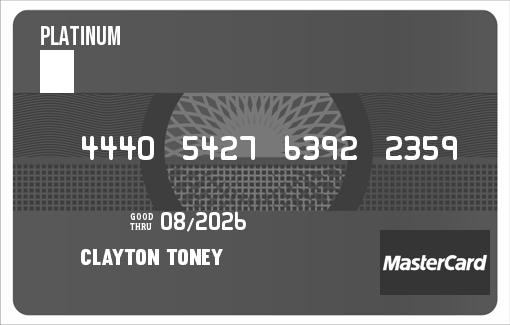 PLATINUM
4440 5427 6392 2359
GOOD THRU 08/2026
CLAYTON TONEY
MasterCard